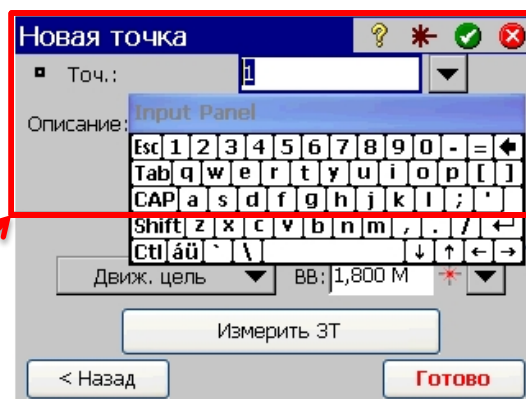 Новая точка
Точ.: 1
Описание:
Input Panel
Esc 1 2 3 4 5 6 7 8 9 0 - =
Tab q w e r t y u i o p [ ]
CAP a s d f g h j k l ; '
Shift z x c v b n m , . /
Ctl áü ` \
Движ. цель ВВ: 1,800 М
Измерить ЗТ
< Назад Готово